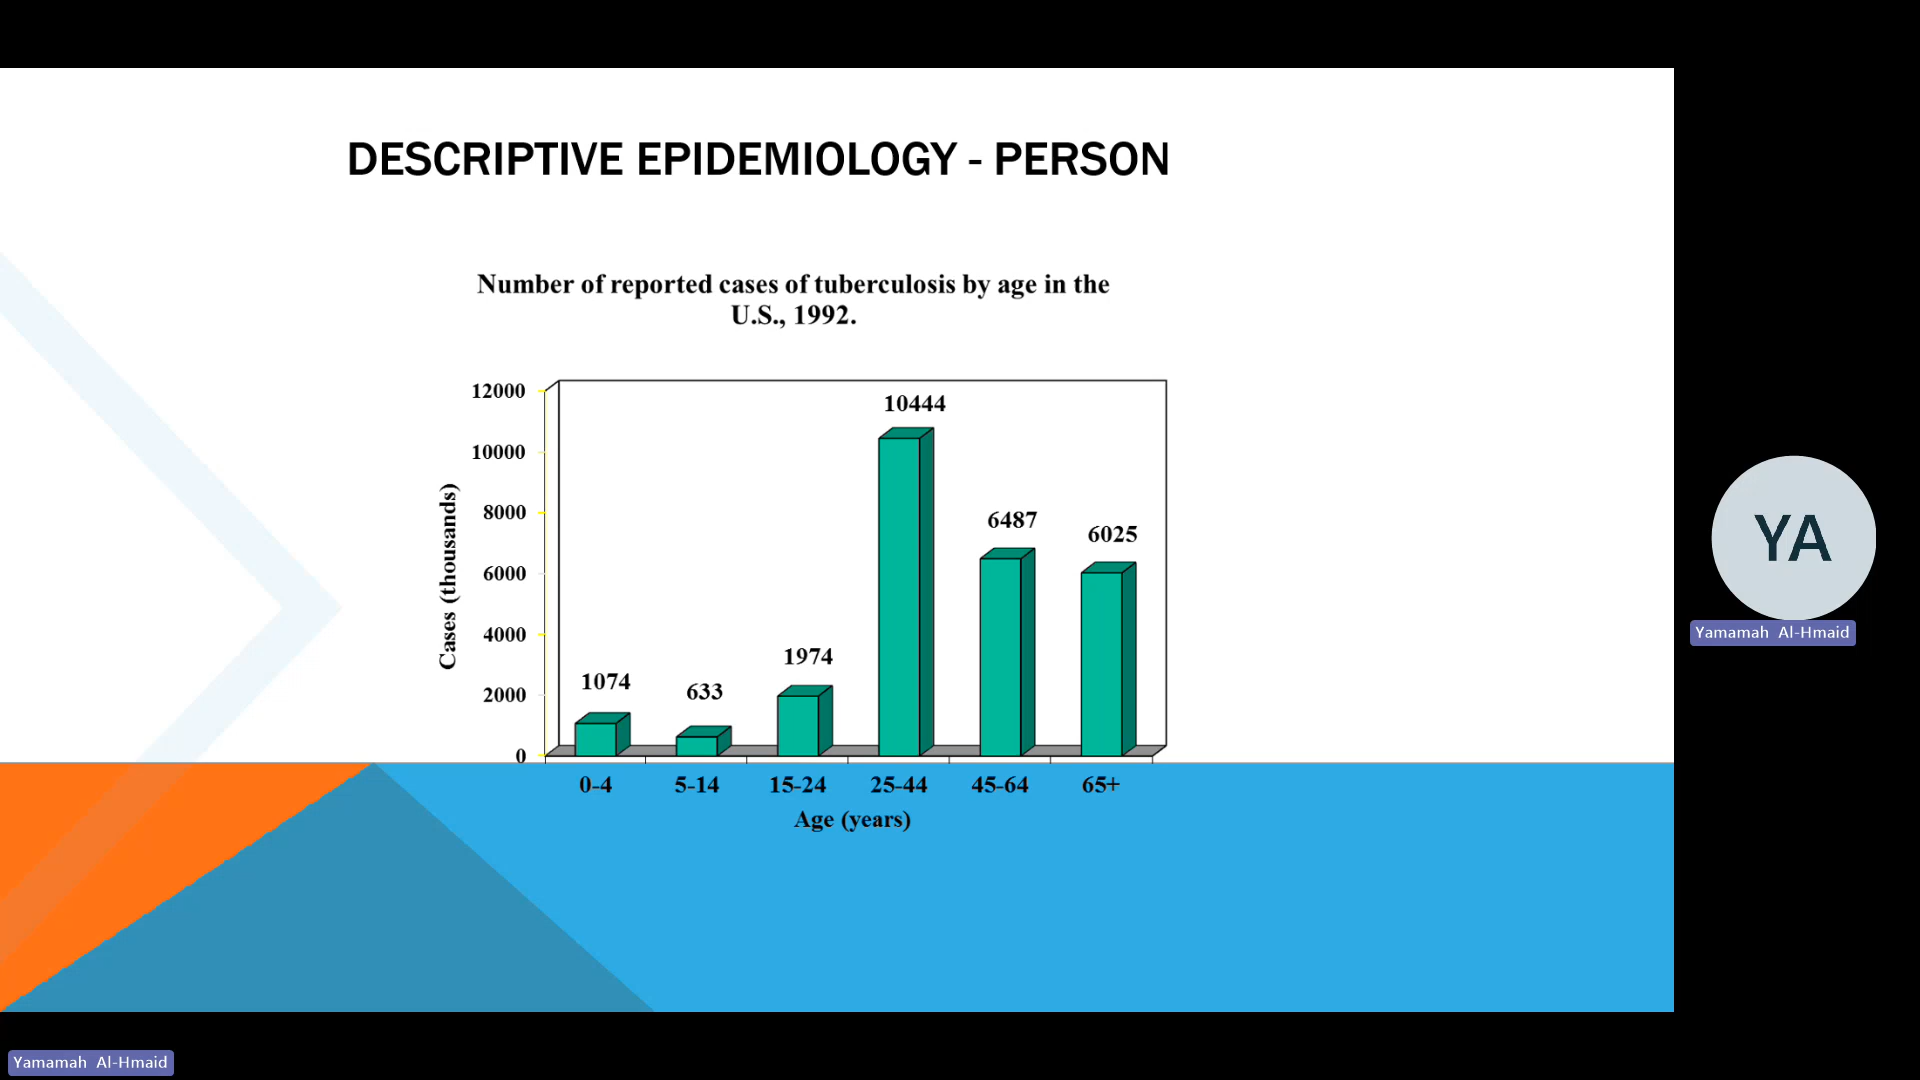 DESCRIPTIVE EPIDEMIOLOGY - PERSON
Number of reported cases of tuberculosis by age in the
U.S., 1992.
Cases (thousands)
12000
10000
8000
6000
4000
2000
0
1074
633
1974
10444
6487
6025
0-4
5-14
15-24
25-44
45-64
65+
Age (years)
YA
Yamamah Al-Hmaid
Yamamah Al-Hmaid